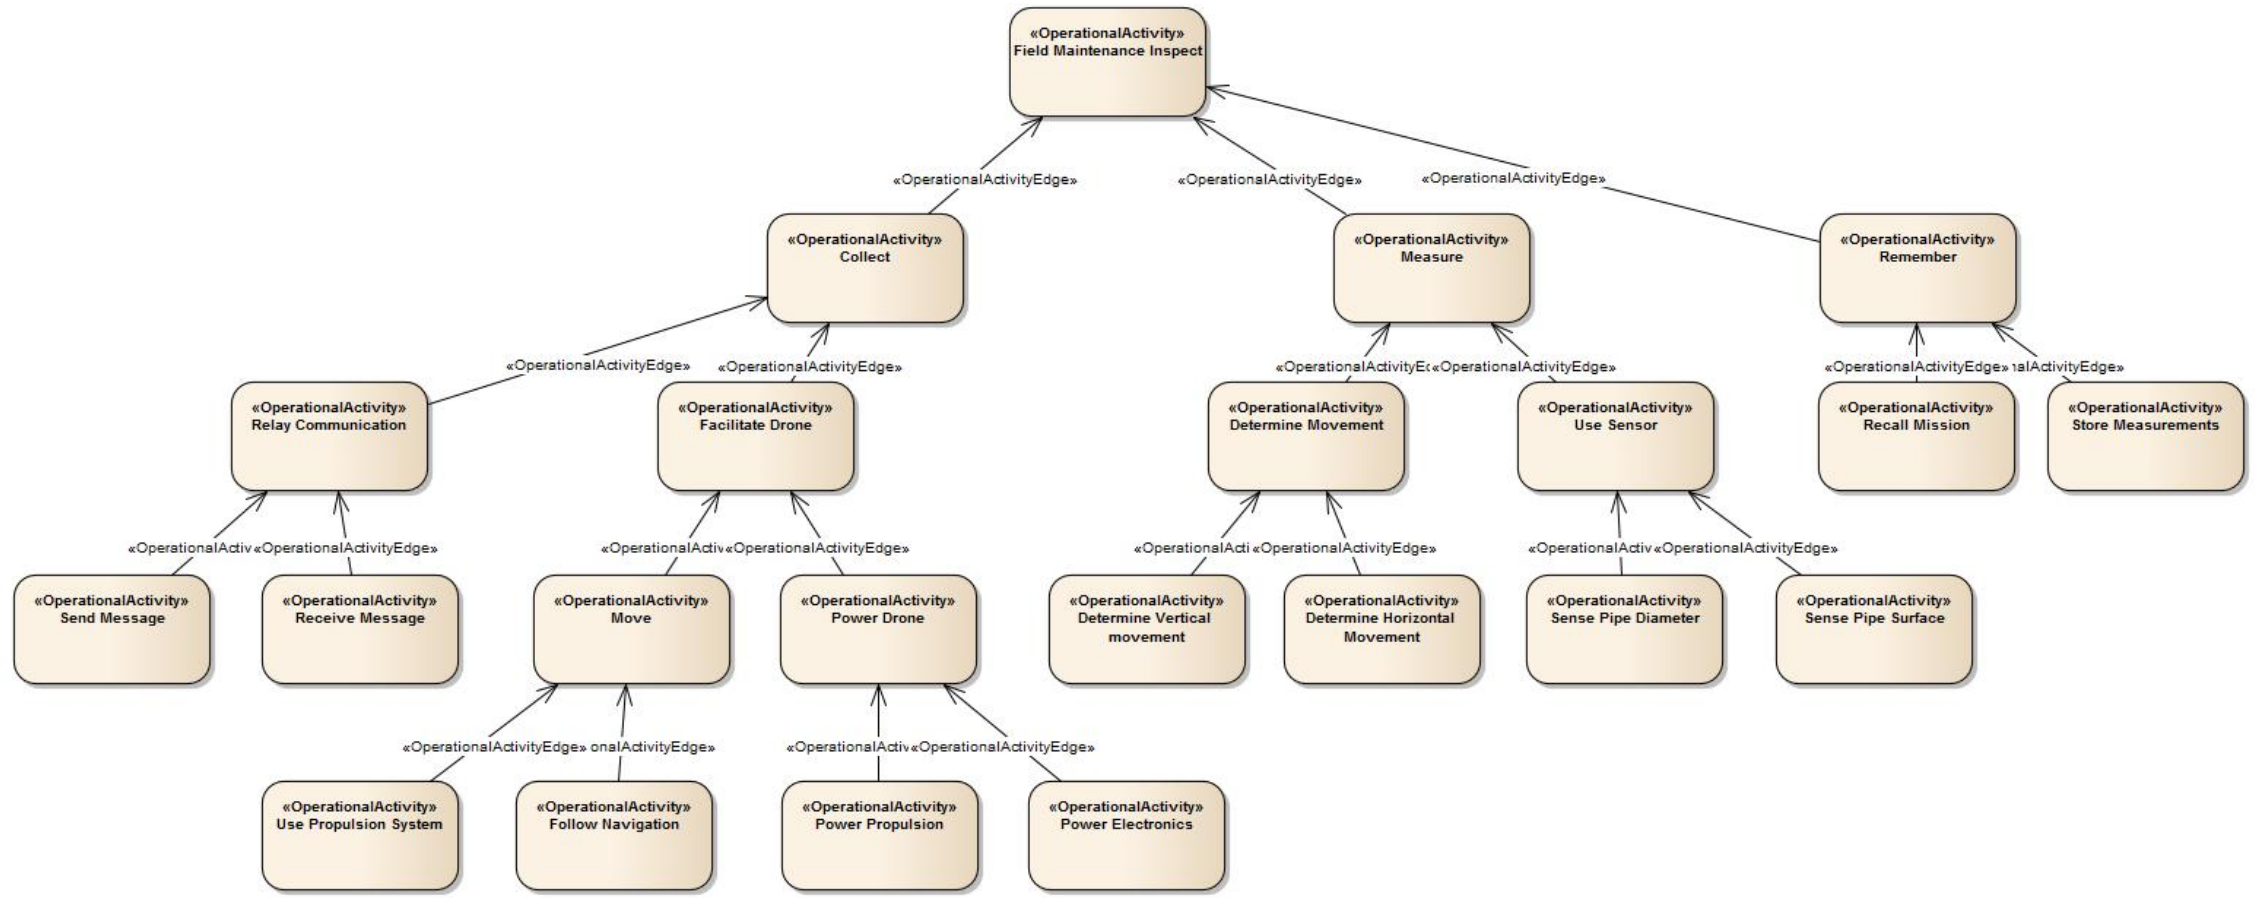 «OperationalActivity»
Field Maintenance Inspect
«OperationalActivityEdge»
«OperationalActivityEdge»
«OperationalActivityEdge»
«OperationalActivity»
Collect
«OperationalActivity»
Measure
«OperationalActivity»
Remember
«OperationalActivityEdge»
«OperationalActivityEdge»
«OperationalActivityEc
«OperationalActivityEdge»
«OperationalActivityEdge»
nalActivityEdge»
«OperationalActivity»
Relay Communication
«OperationalActivity»
Facilitate Drone
«OperationalActivity»
Determine Movement
«OperationalActivity»
Use Sensor
«OperationalActivity»
Recall Mission
«OperationalActivity»
Store Measurements
«OperationalActiv
«OperationalActivityEdge»
«OperationalActiv
«OperationalActivityEdge»
«OperationalActi
«OperationalActivityEdge»
«OperationalActiv
«OperationalActivityEdge»
«OperationalActivity»
Send Message
«OperationalActivity»
Receive Message
«OperationalActivity»
Move
«OperationalActivity»
Power Drone
«OperationalActivity»
Determine Vertical
movement
«OperationalActivity»
Determine Horizontal
Movement
«OperationalActivity»
Sense Pipe Diameter
«OperationalActivity»
Sense Pipe Surface
«OperationalActivityEdge»
onalActivityEdge»
«OperationalActiv
«OperationalActivityEdge»
«OperationalActivity»
Use Propulsion System
«OperationalActivity»
Follow Navigation
«OperationalActivity»
Power Propulsion
«OperationalActivity»
Power Electronics